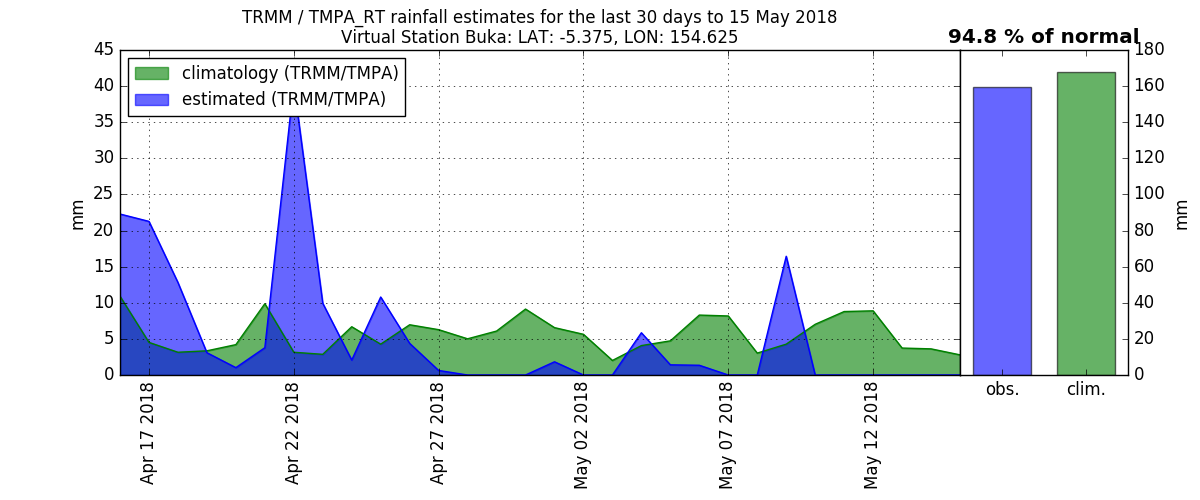 TRMM / TMPA_RT rainfall estimates for the last 30 days to 15 May 2018
Virtual Station Buka: LAT: -5.375, LON: 154.625
94.8 % of normal
climatology (TRMM/TMPA)
estimated (TRMM/TMPA)
45
40
35
30
25
20
15
10
5
0
mm
Apr 17 2018
Apr 22 2018
Apr 27 2018
May 02 2018
May 07 2018
May 12 2018
obs.
clim.
180
160
140
120
100
80
60
40
20
0
mm